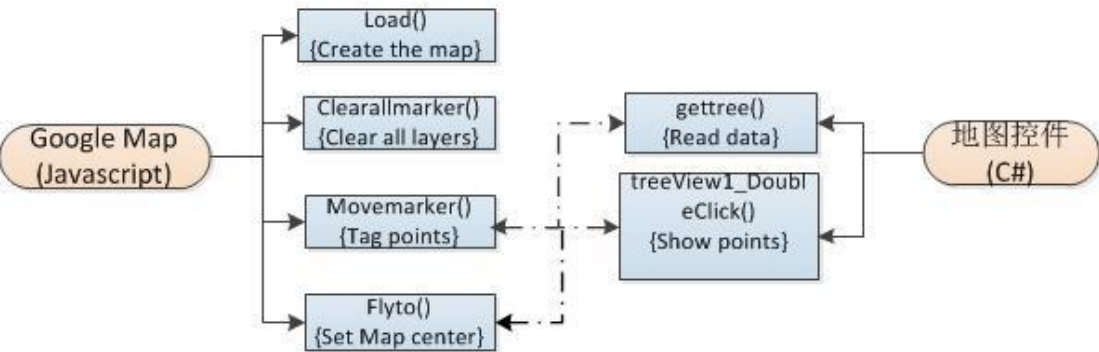 Google Map
(Javascript)
Load()
{Create the map}
Clearallmarker()
{Clear all layers}
Movemarker()
{Tag points}
Flyto()
{Set Map center}
gettree()
{Read data}
treeView1_Doubl
eClick()
{Show points}
地图控件
(C#)